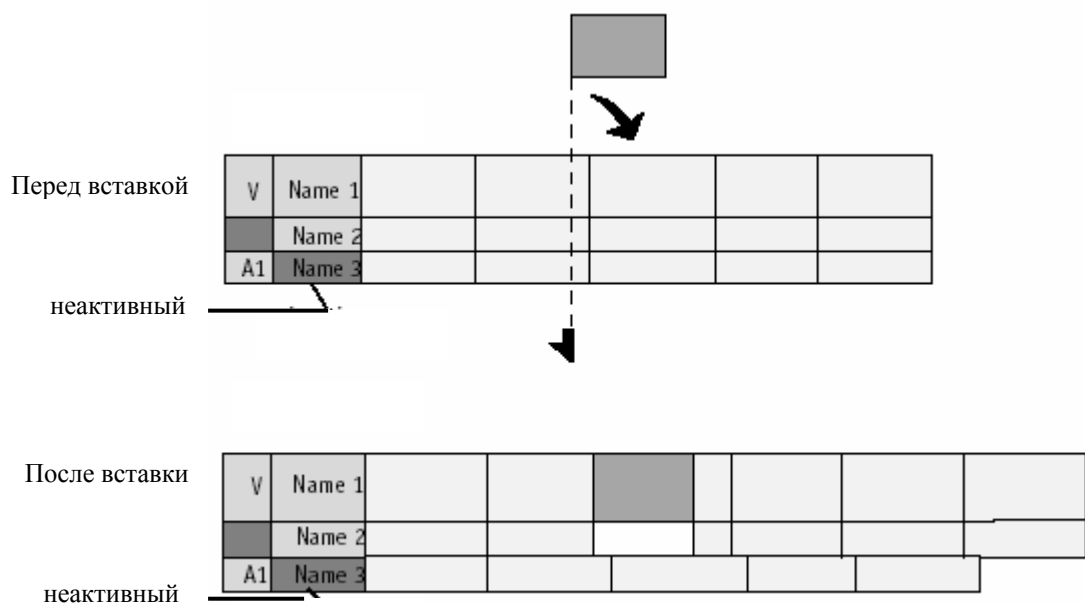 Перед вставкой
V Name 1
Name 2
A1 Name 3
неактивный
После вставки
V Name 1
Name 2
A1 Name 3
неактивный